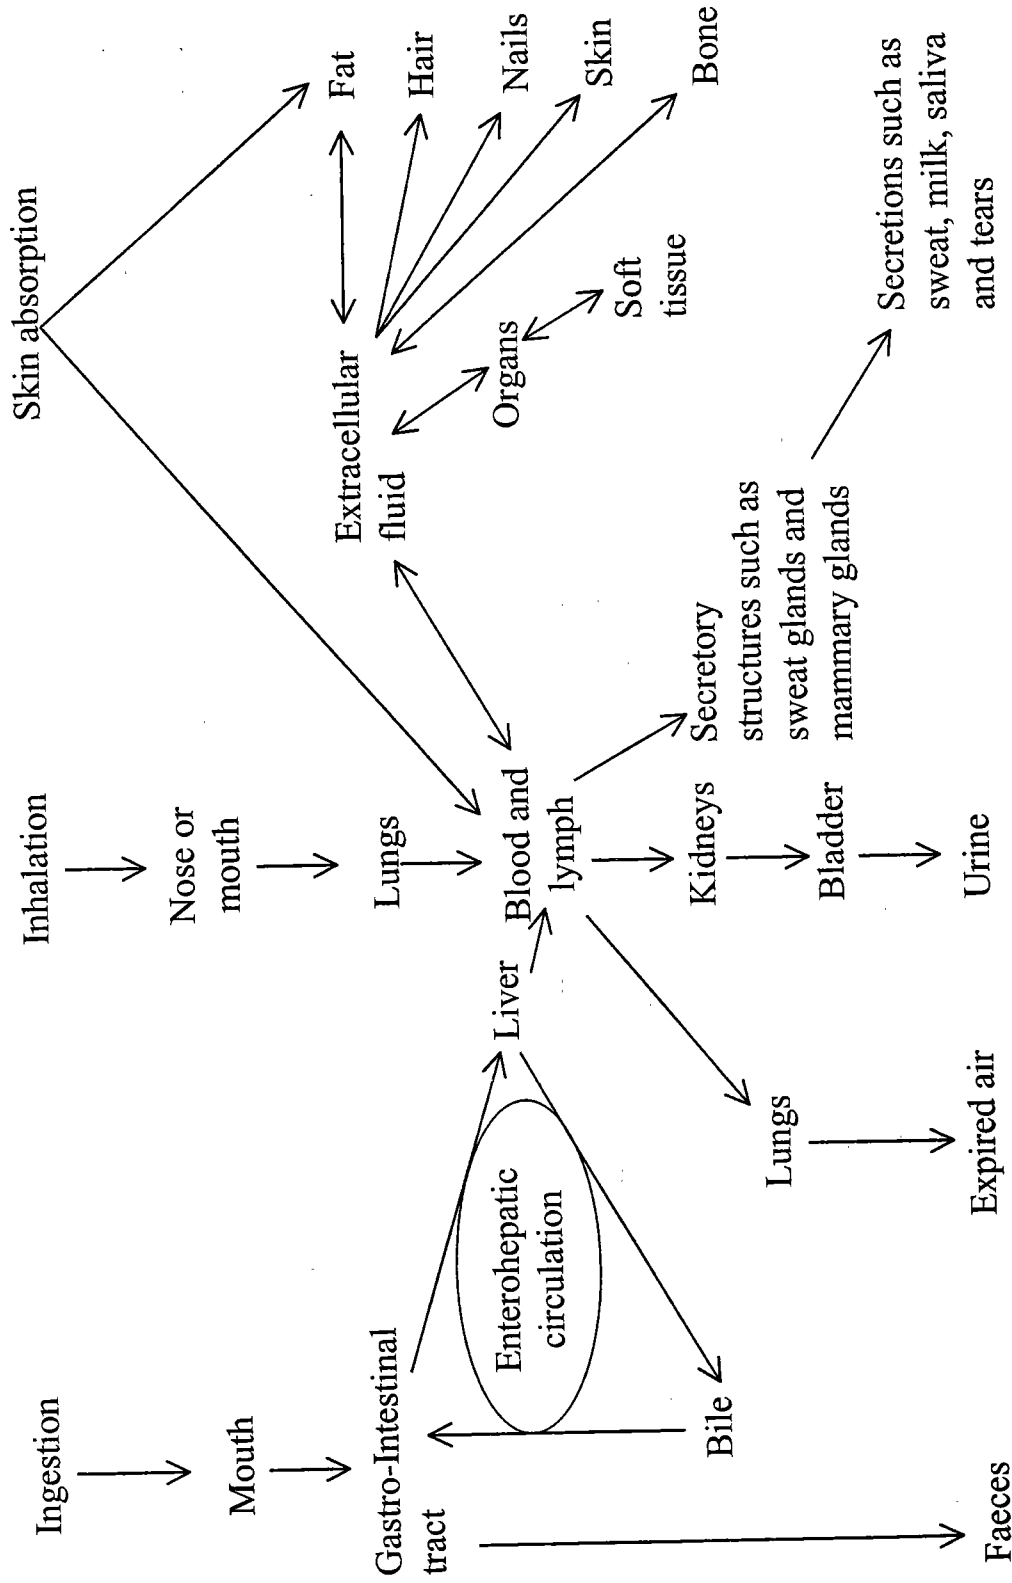 Ingestion
Mouth
Gastro-Intestinal
tract
Faeces
Enterohepatic
circulation
Bile
Liver
Inhalation
Nose or
mouth
Lungs
Blood and
lymph
Kidneys
Bladder
Urine
Lungs
Expired air
Skin absorption
Extracellular
fluid
Organs
Soft
tissue
Fat
Hair
Nails
Skin
Bone
Secretory
structures such as
sweat glands and
mammary glands
Secretions such as
sweat, milk, saliva
and tears